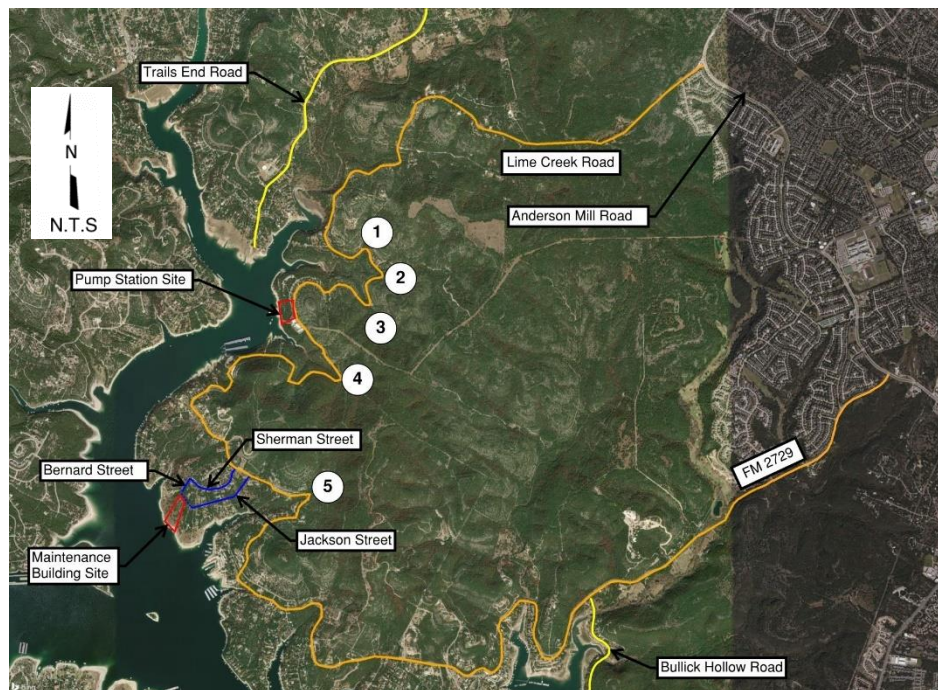 Trails End Road
N
N.T.S
Lime Creek Road
Anderson Mill Road
1
2
Pump Station Site
3
4
Sherman Street
Bernard Street
FM 2729
5
Jackson Street
Maintenance
Building Site
Bullick Hollow Road